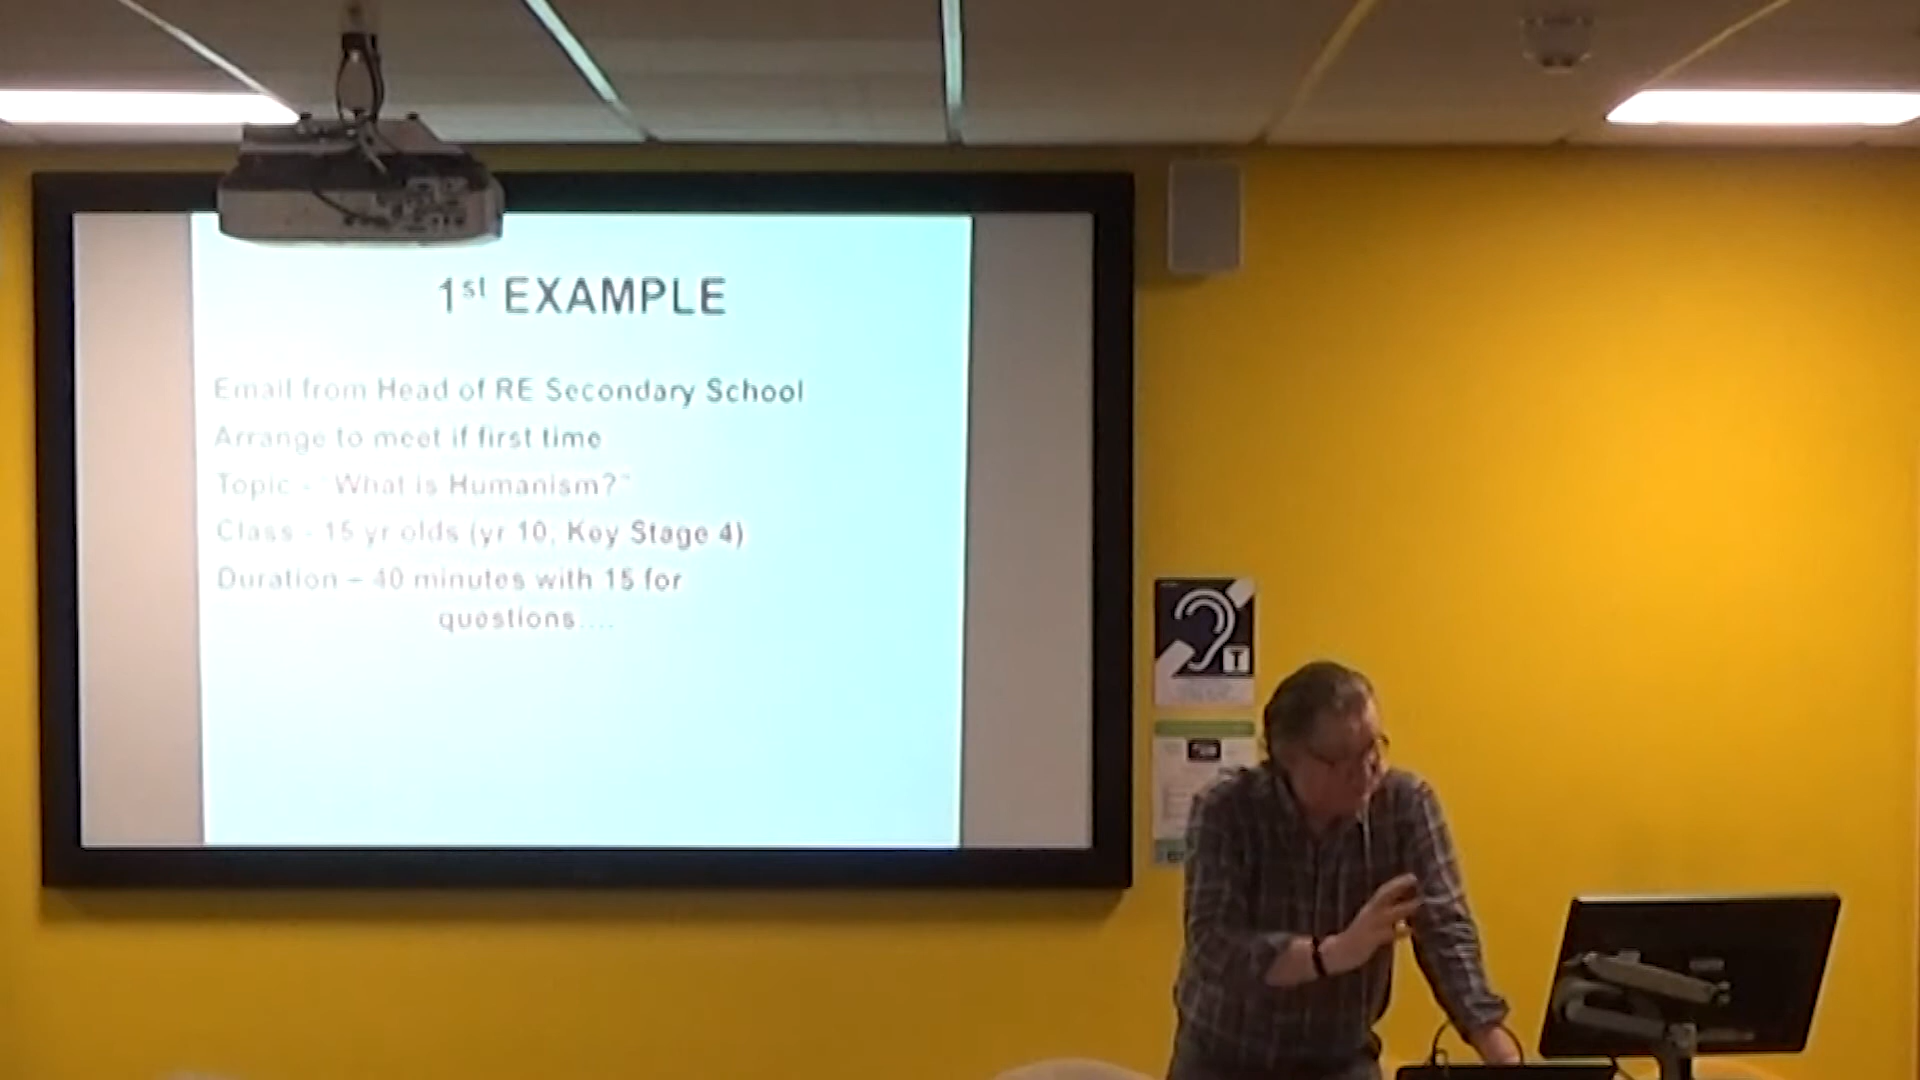 1st EXAMPLE
Email from Head of RE Secondary School
Arrange to meet if first time
Topic - "What is Humanism?"
Class - 15 yr olds (yr 10, Key Stage 4)
Duration – 40 minutes with 15 for
questions....
T